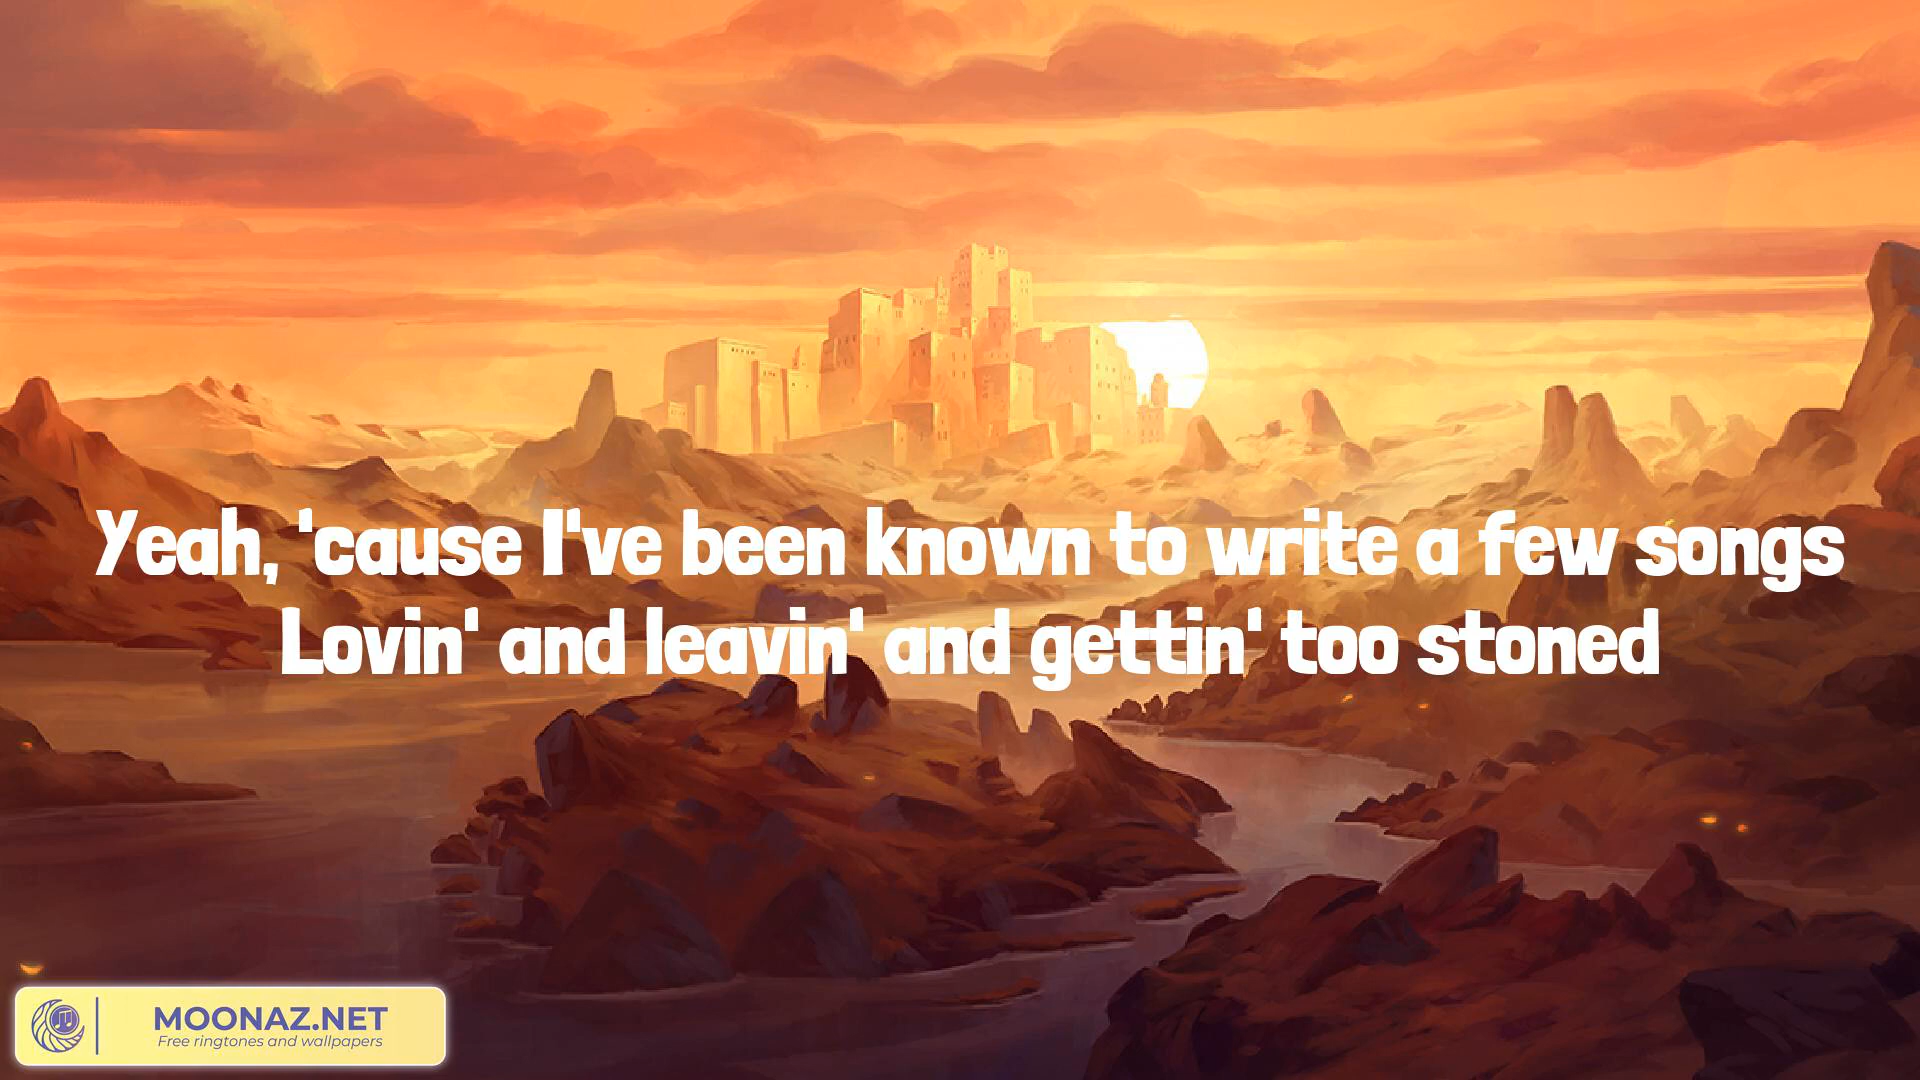 Yeah, 'cause I've been known to write a few songs
Lovin' and leavin' and gettin' too stoned
MOONAZ.NET
Free ringtones and wallpapers